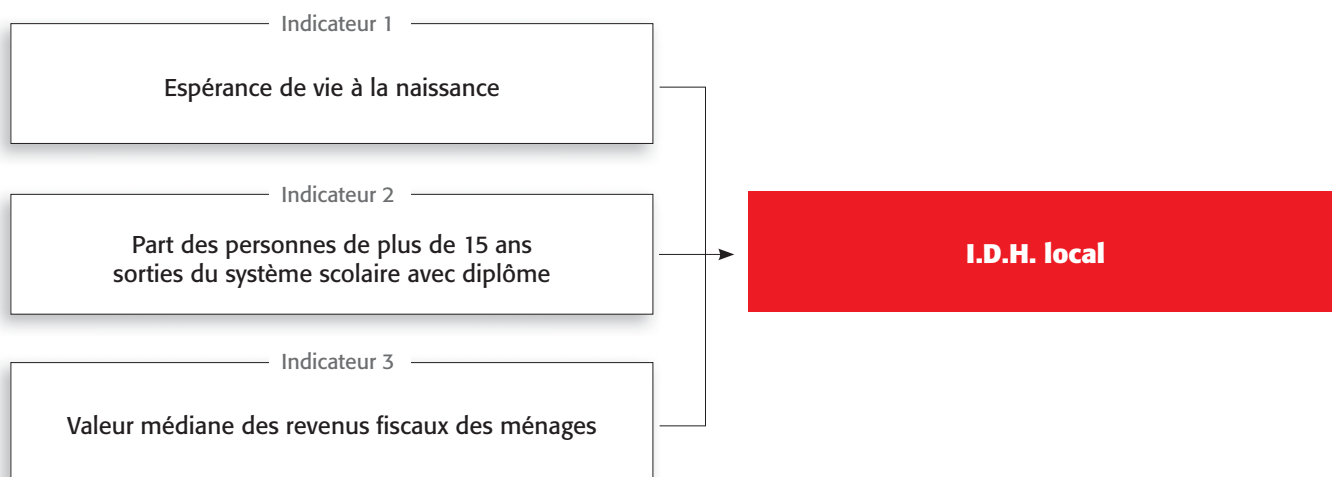 Indicateur 1
Espérance de vie à la naissance
Indicateur 2
Part des personnes de plus de 15 ans
sorties du système scolaire avec diplôme
I.D.H. local
Indicateur 3
Valeur médiane des revenus fiscaux des ménages